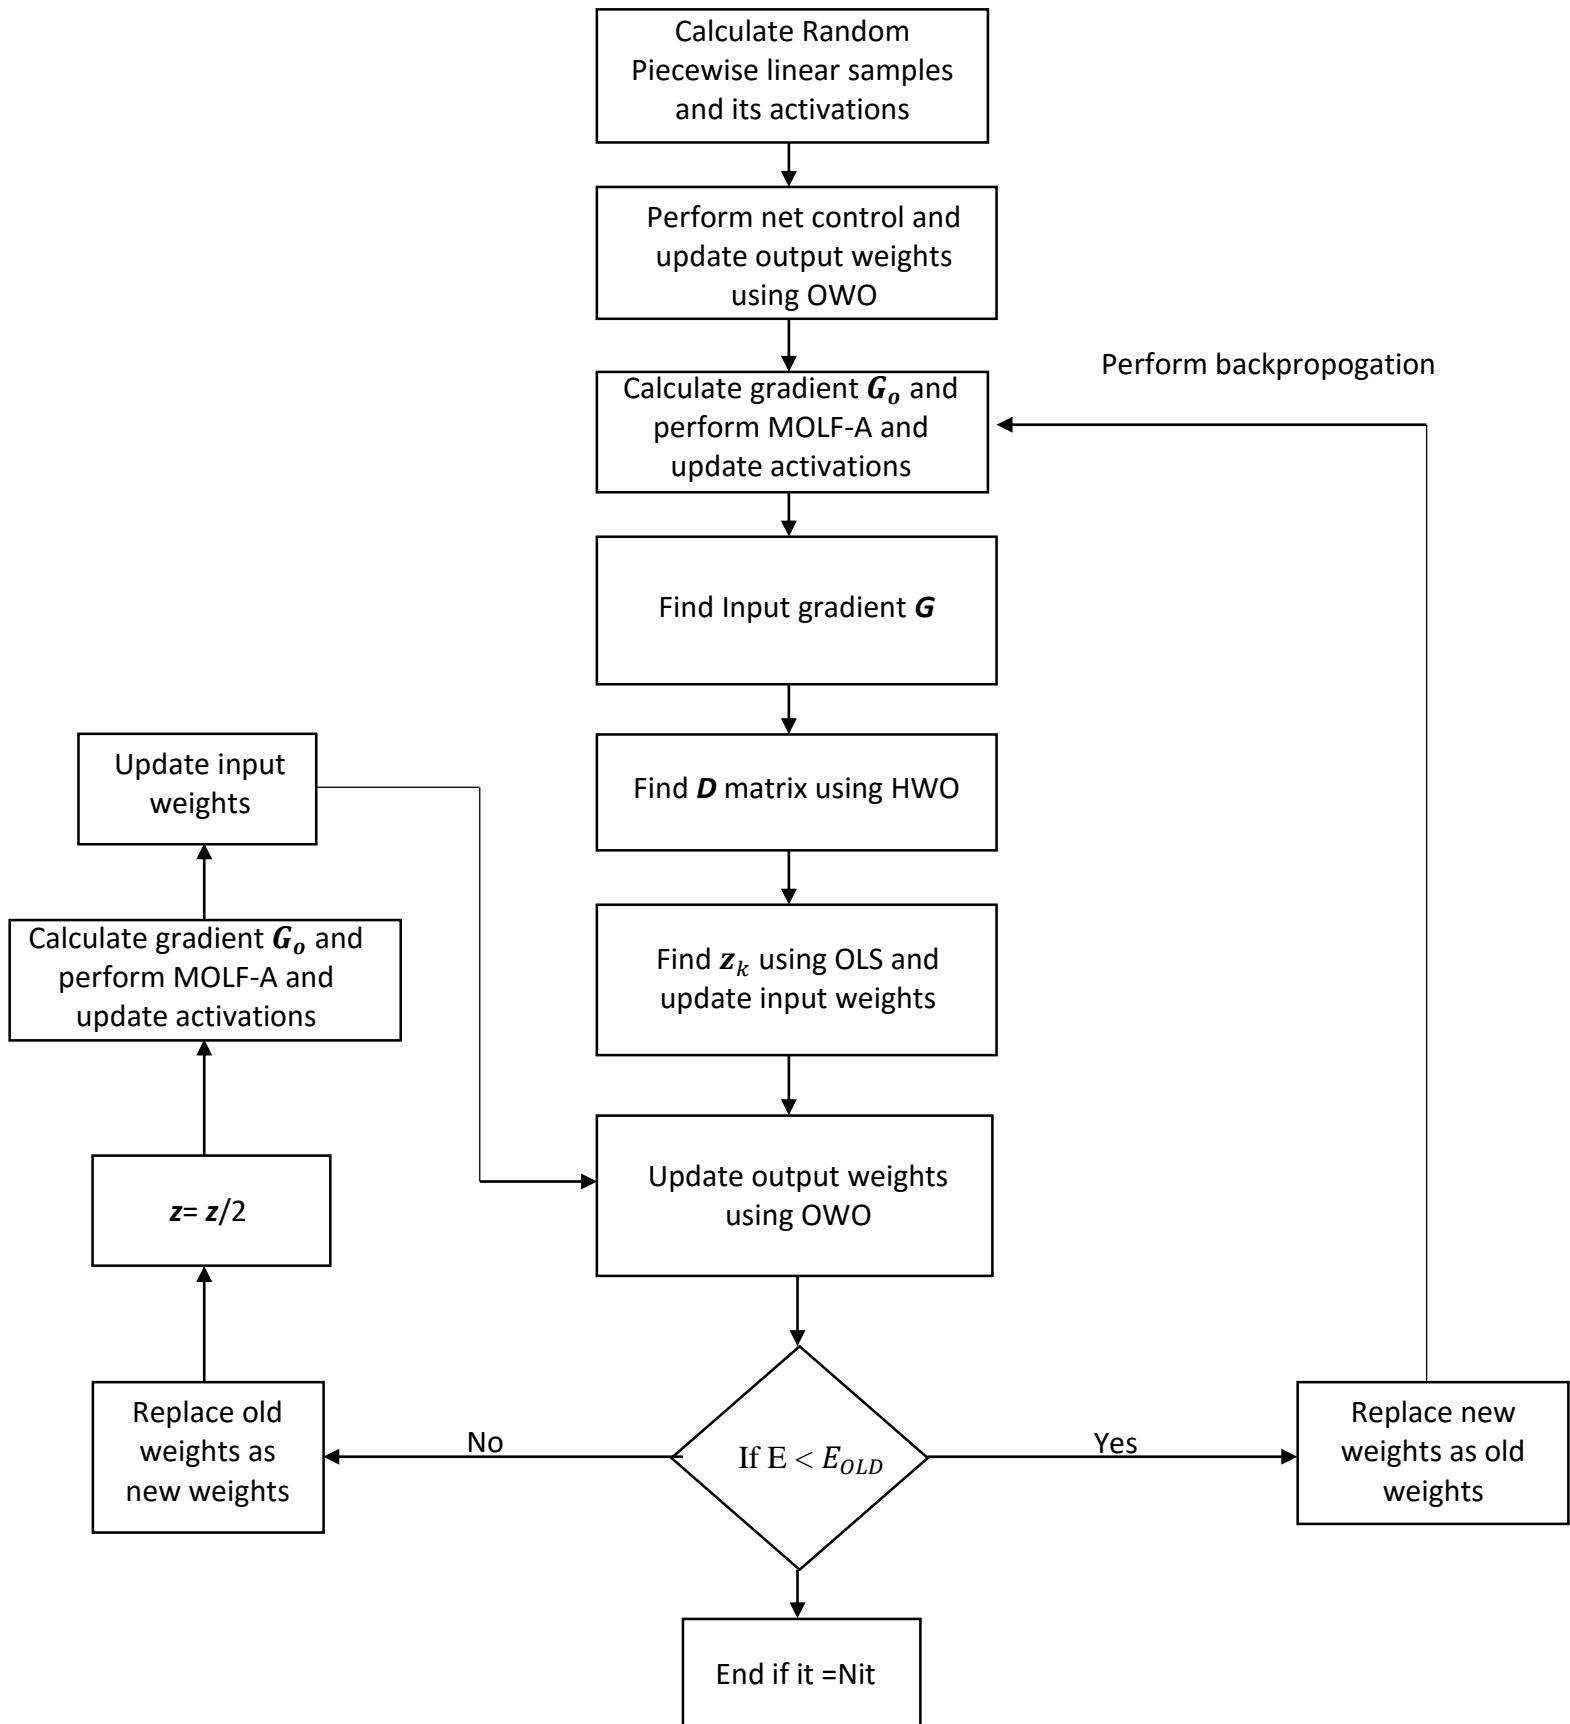 Calculate Random
Piecewise linear samples
and its activations
Perform net control and
update output weights
using OWO
Perform backpropogation
Calculate gradient G_o and
perform MOLF-A and
update activations
Find Input gradient G
Update input
weights
Find D matrix using HWO
Calculate gradient G_o and
perform MOLF-A and
update activations
Find z_k using OLS and
update input weights
z= z/2
Update output weights
using OWO
Replace old
weights as
new weights
No
If E < E_OLD
Yes
Replace new
weights as old
weights
End if it =Nit